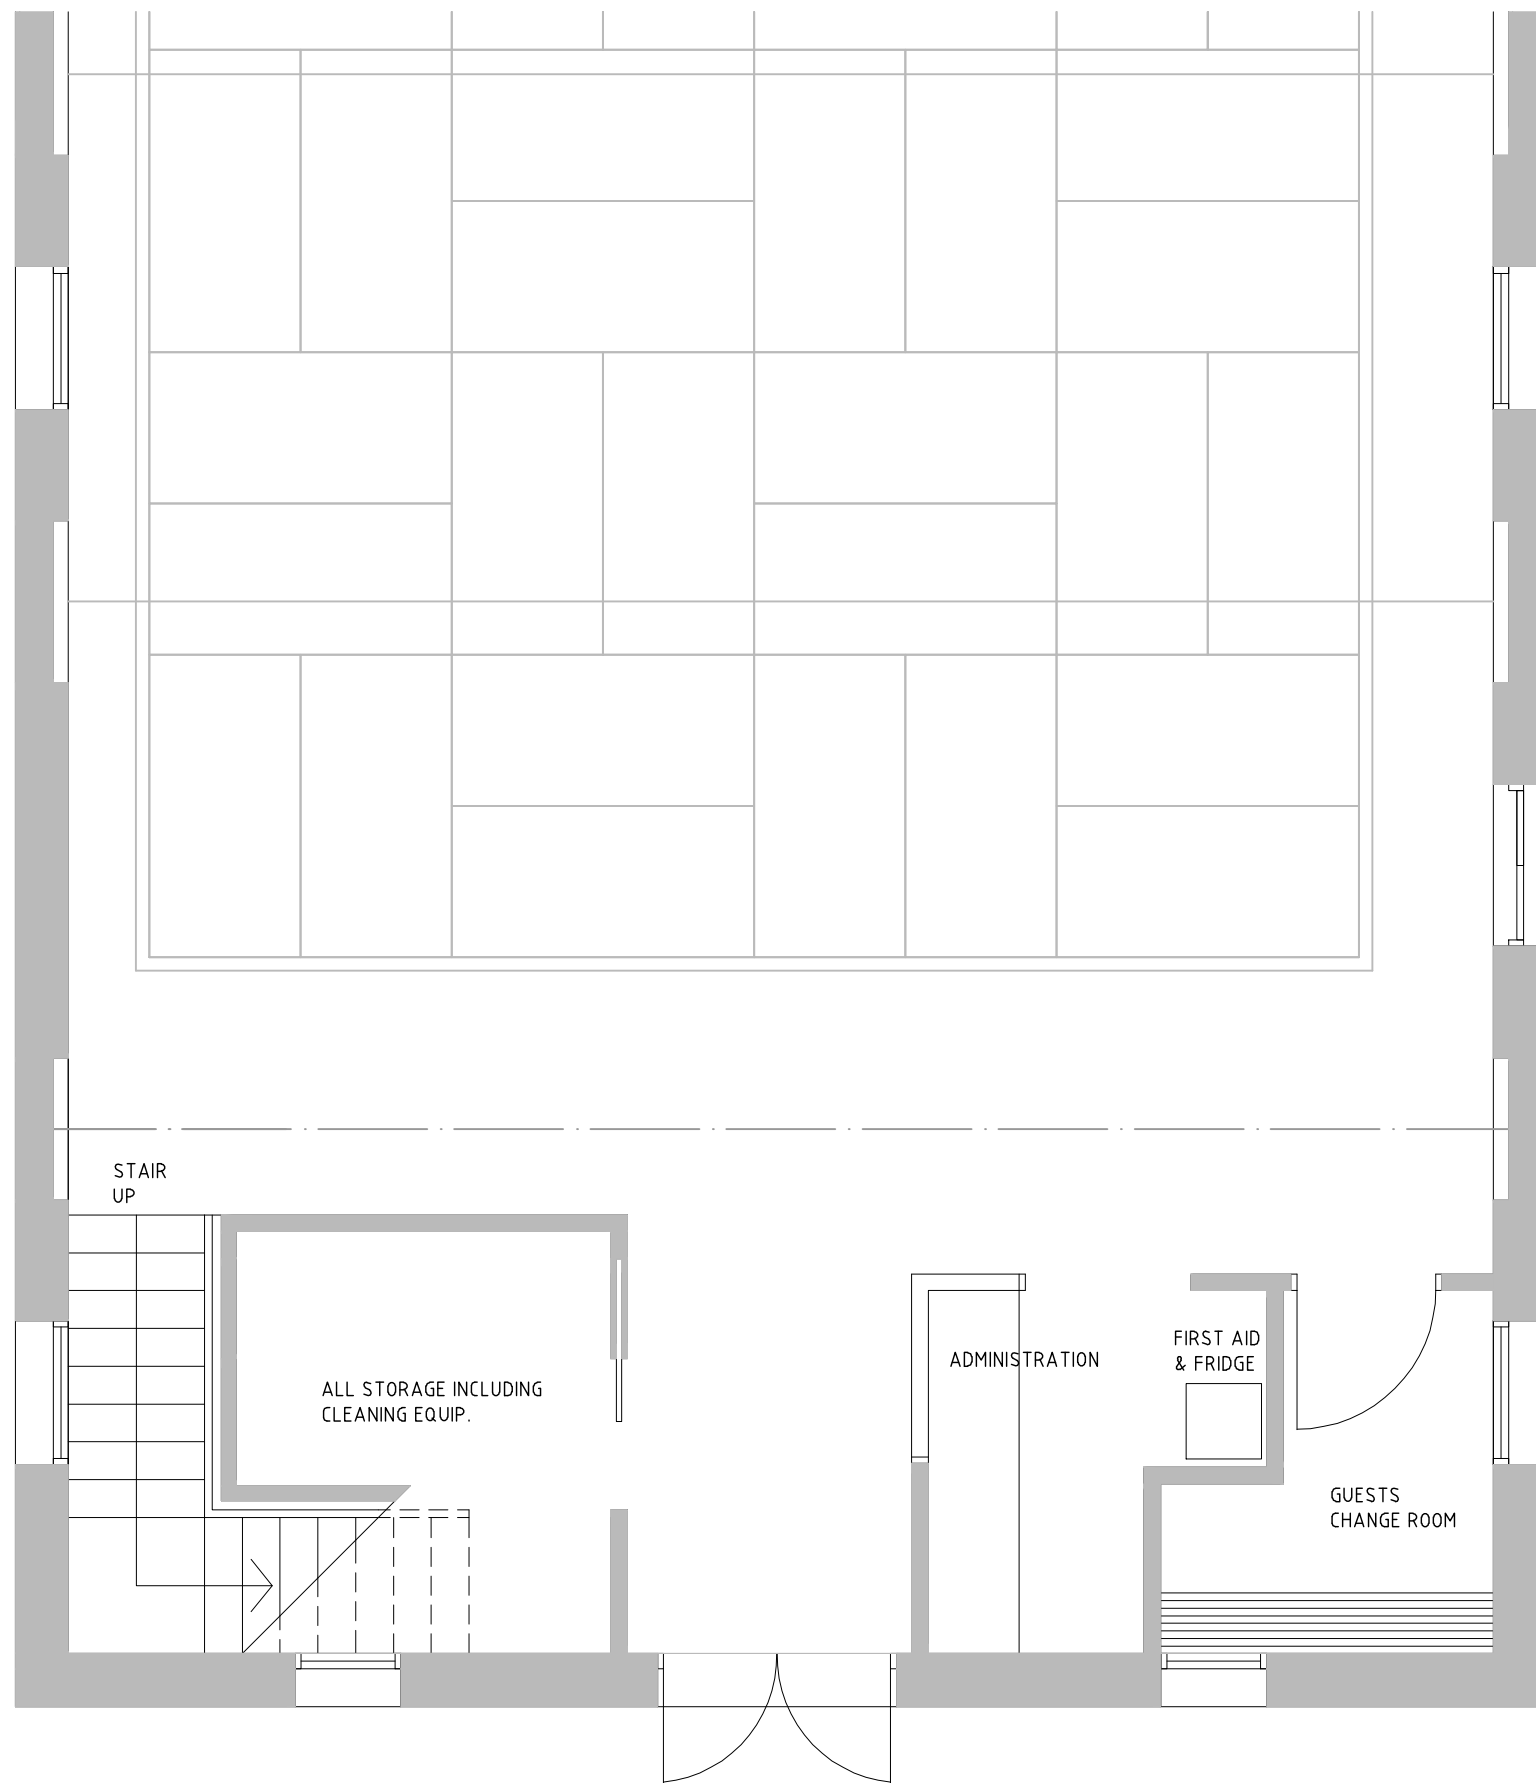 STAIR
UP
FIRST AID
& FRIDGE
ADMINISTRATION
ALL STORAGE INCLUDING
CLEANING EQUIP.
GUESTS
CHANGE ROOM